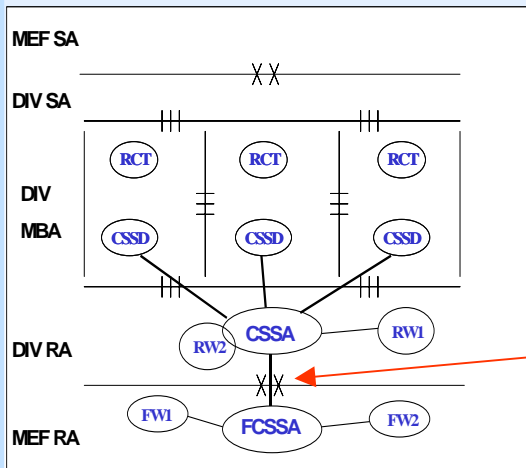 MEF SA
DIV SA
RCT RCT RCT
DIV
MBA
CSSD CSSD CSSD
CSSA
RW2 RW1
DIV RA
FW1 FCSSA FW2
MEF RA